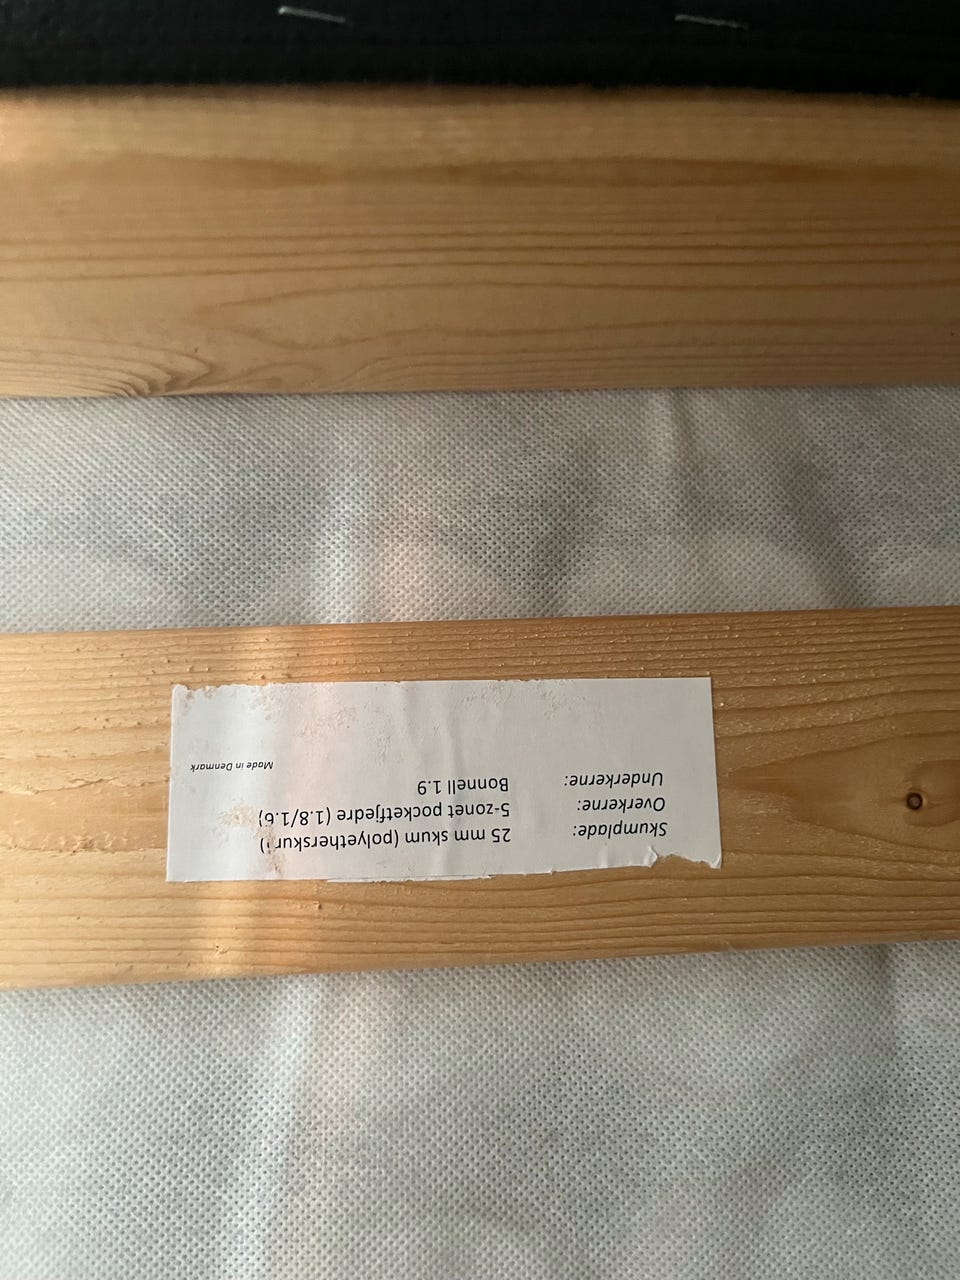 Skumplade: 25 mm skum (polyetherskum)
Overkerne: 5-zonet pocketfjedre (1.8/1.6)
Underkerne: Bonnell 1.9
Made in Denmark